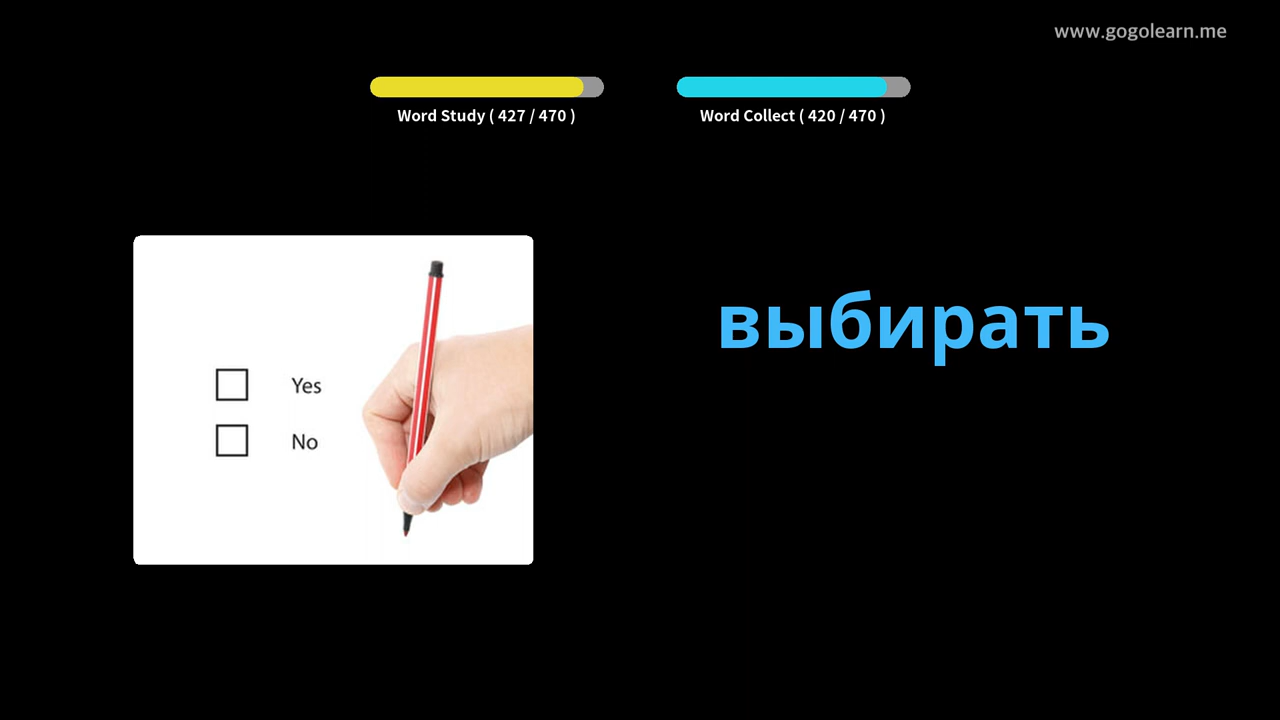 www.gogolearn.me
Word Study ( 427 / 470 )
Word Collect ( 420 / 470 )
выбирать
Yes
No